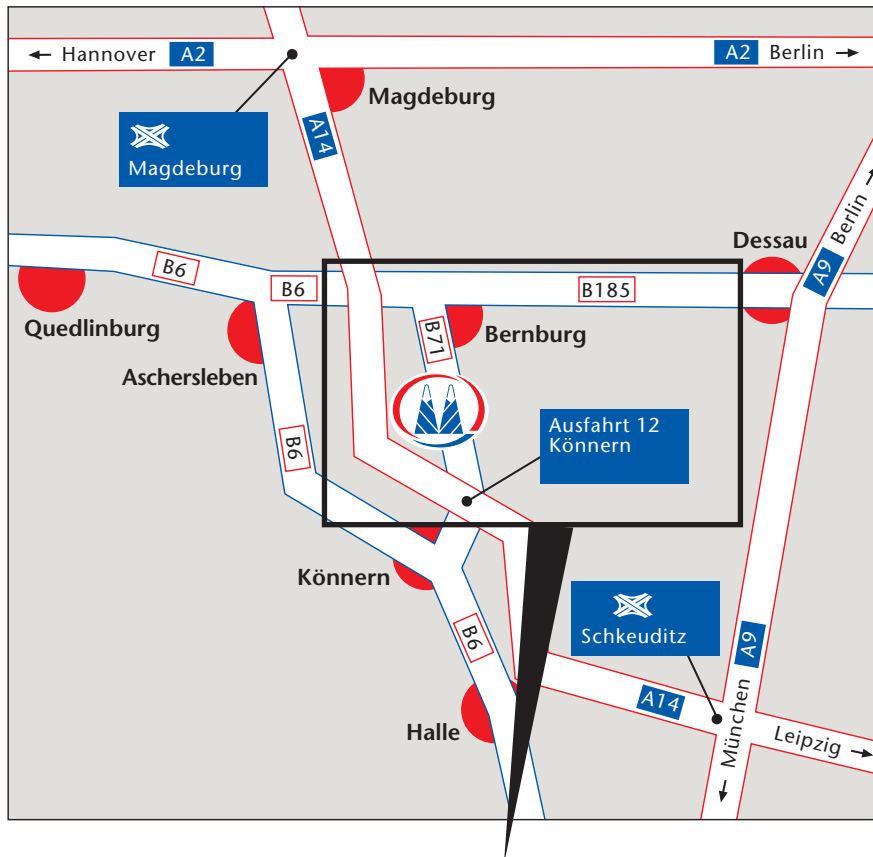 Hannover A2
A2 Berlin
Magdeburg
A14
Magdeburg
Dessau
Berlin
A9
B6
B6
B185
Quedlinburg
B71
Bernburg
Aschersleben
Ausfahrt 12
Könnern
B6
Könnern
Schkeuditz
B6
A9
A14
Halle
München
Leipzig